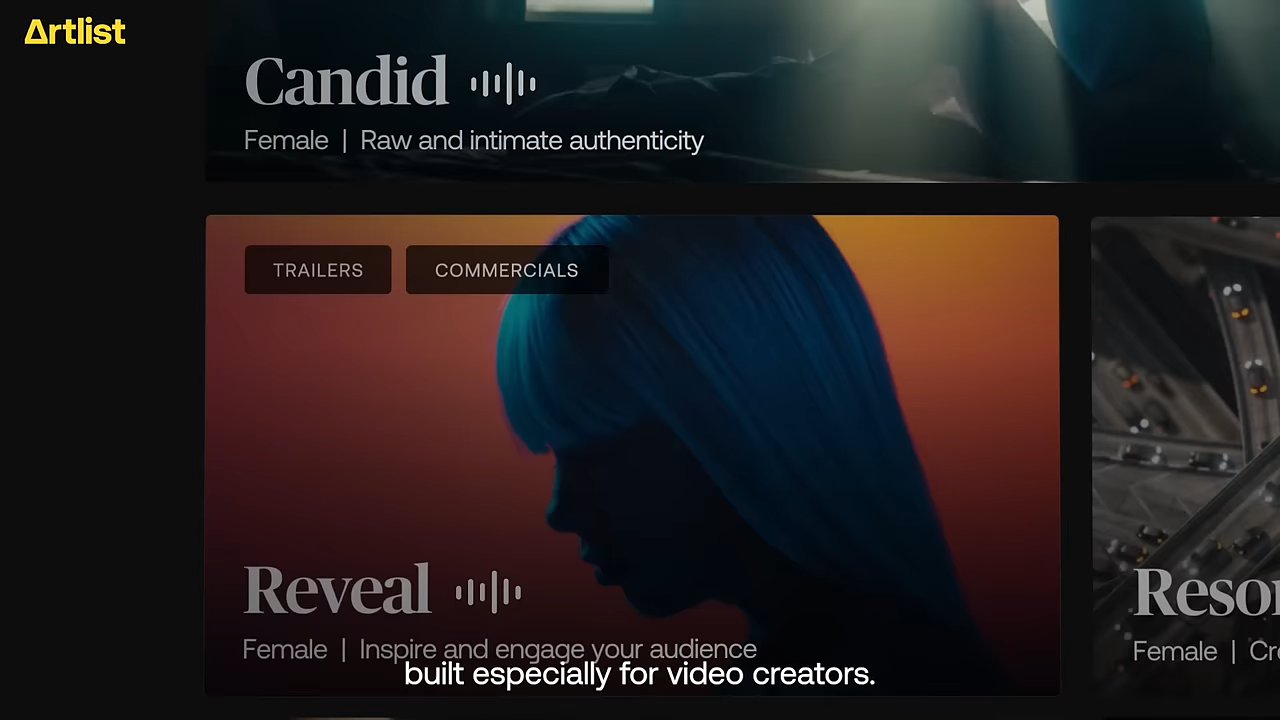 Artlist
Candid
Female | Raw and intimate authenticity
TRAILERS
COMMERCIALS
Reveal
Female | Inspire and engage your audience
Female |
built especially for video creators.